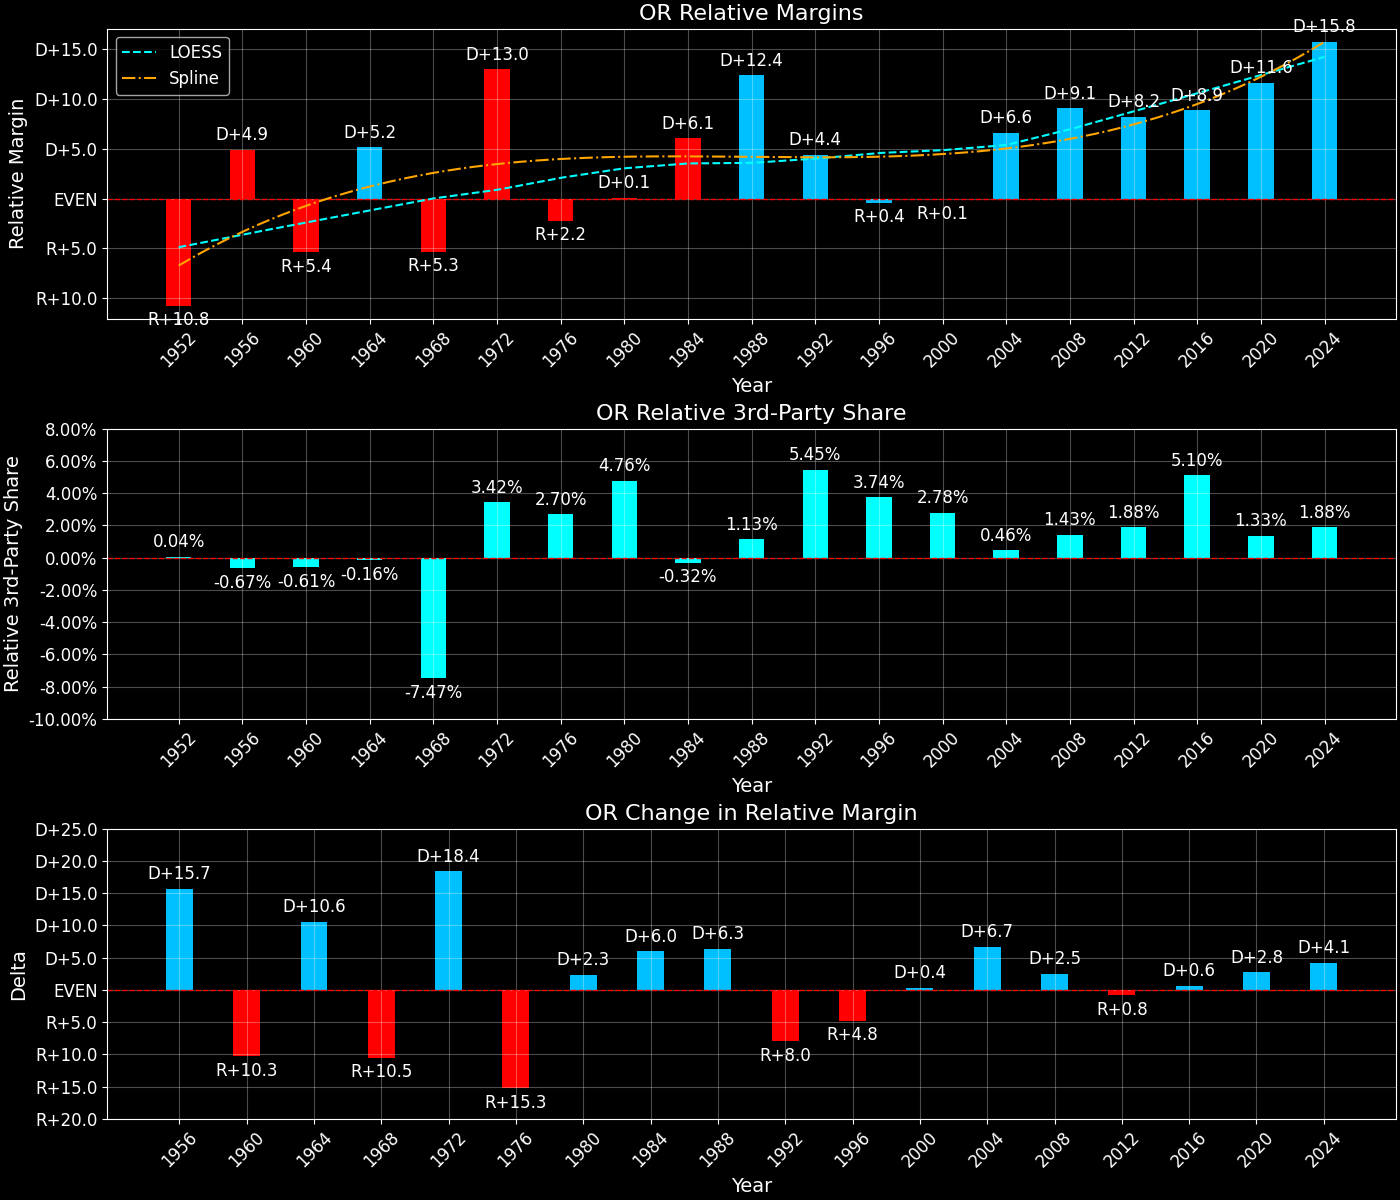 OR Relative Margins
LOESS
Spline
Relative Margin
D+15.0
D+10.0
D+5.0
EVEN
R+5.0
R+10.0
R+10.8
D+4.9
R+5.4
D+5.2
R+5.3
D+13.0
R+2.2
D+0.1
D+6.1
D+12.4
D+4.4
R+0.4
R+0.1
D+6.6
D+9.1
D+8.2
D+8.9
D+11.6
D+15.8
1952 1956 1960 1964 1968 1972 1976 1980 1984 1988 1992 1996 2000 2004 2008 2012 2016 2020 2024
Year
OR Relative 3rd-Party Share
Relative 3rd-Party Share
8.00%
6.00%
4.00%
2.00%
0.00%
-2.00%
-4.00%
-6.00%
-8.00%
-10.00%
0.04%
-0.67%
-0.61%
-0.16%
-7.47%
3.42%
2.70%
4.76%
-0.32%
1.13%
5.45%
3.74%
2.78%
0.46%
1.43%
1.88%
5.10%
1.33%
1.88%
1952 1956 1960 1964 1968 1972 1976 1980 1984 1988 1992 1996 2000 2004 2008 2012 2016 2020 2024
Year
OR Change in Relative Margin
Delta
D+25.0
D+20.0
D+15.0
D+10.0
D+5.0
EVEN
R+5.0
R+10.0
R+15.0
R+20.0
D+15.7
R+10.3
D+10.6
R+10.5
D+18.4
R+15.3
D+2.3
D+6.0
D+6.3
R+8.0
R+4.8
D+0.4
D+6.7
D+2.5
R+0.8
D+0.6
D+2.8
D+4.1
1956 1960 1964 1968 1972 1976 1980 1984 1988 1992 1996 2000 2004 2008 2012 2016 2020 2024
Year